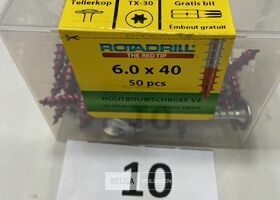 Tellerkop TX-30 Gratis bit
Embout gratuit
ROTADRILL
THE RED TIP
6.0 x 40
50 pcs
HOUTBOUWSCHROEF VZ
10
BELGA